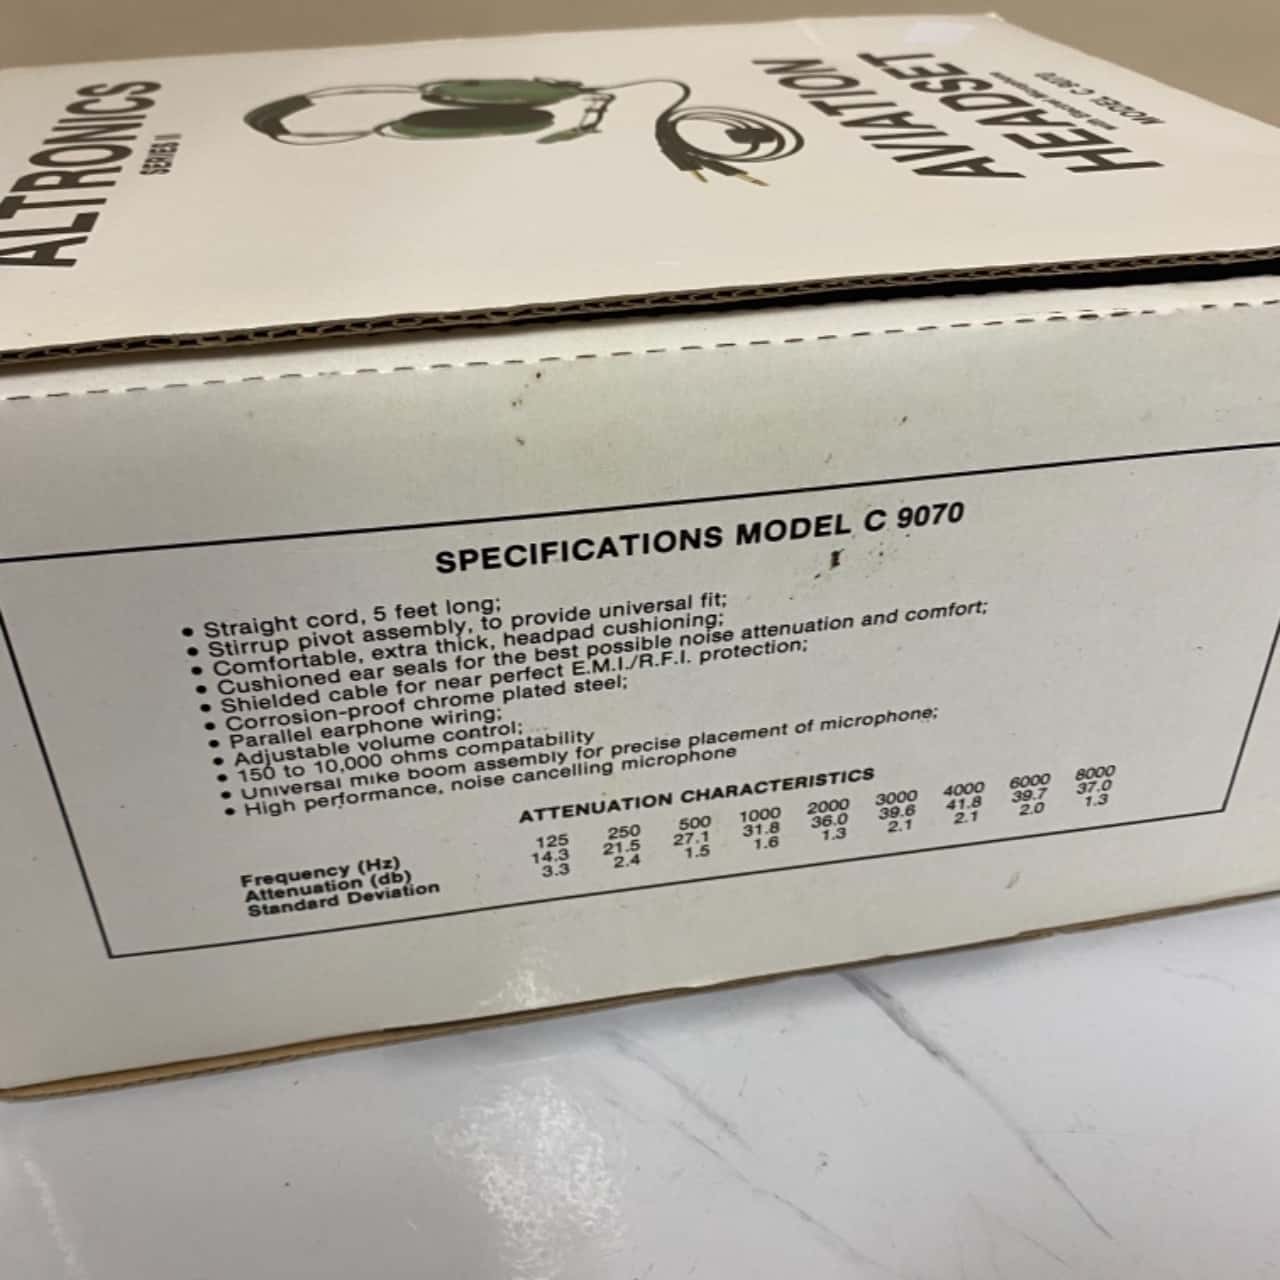 ALTRONICS
SERIES II
AVIATION
HEADSET
with Electret Microphone
MODEL C-9070
SPECIFICATIONS MODEL C 9070
• Straight cord, 5 feet long;
• Stirrup pivot assembly, to provide universal fit;
• Comfortable, extra thick, headpad cushioning;
• Cushioned ear seals for the best possible noise attenuation and comfort;
• Shielded cable for near perfect E.M.I./R.F.I. protection;
• Corrosion-proof chrome plated steel;
• Parallel earphone wiring;
• Adjustable volume control;
• 150 to 10,000 ohms compatability
• Universal mike boom assembly for precise placement of microphone;
• High performance, noise cancelling microphone
ATTENUATION CHARACTERISTICS
Frequency (Hz) 125 250 500 1000 2000 3000 4000 6000 8000
Attenuation (db) 14.3 21.5 27.1 31.8 36.0 39.6 41.8 39.7 37.0
Standard Deviation 3.3 2.4 1.5 1.6 1.3 2.1 2.1 2.0 1.3